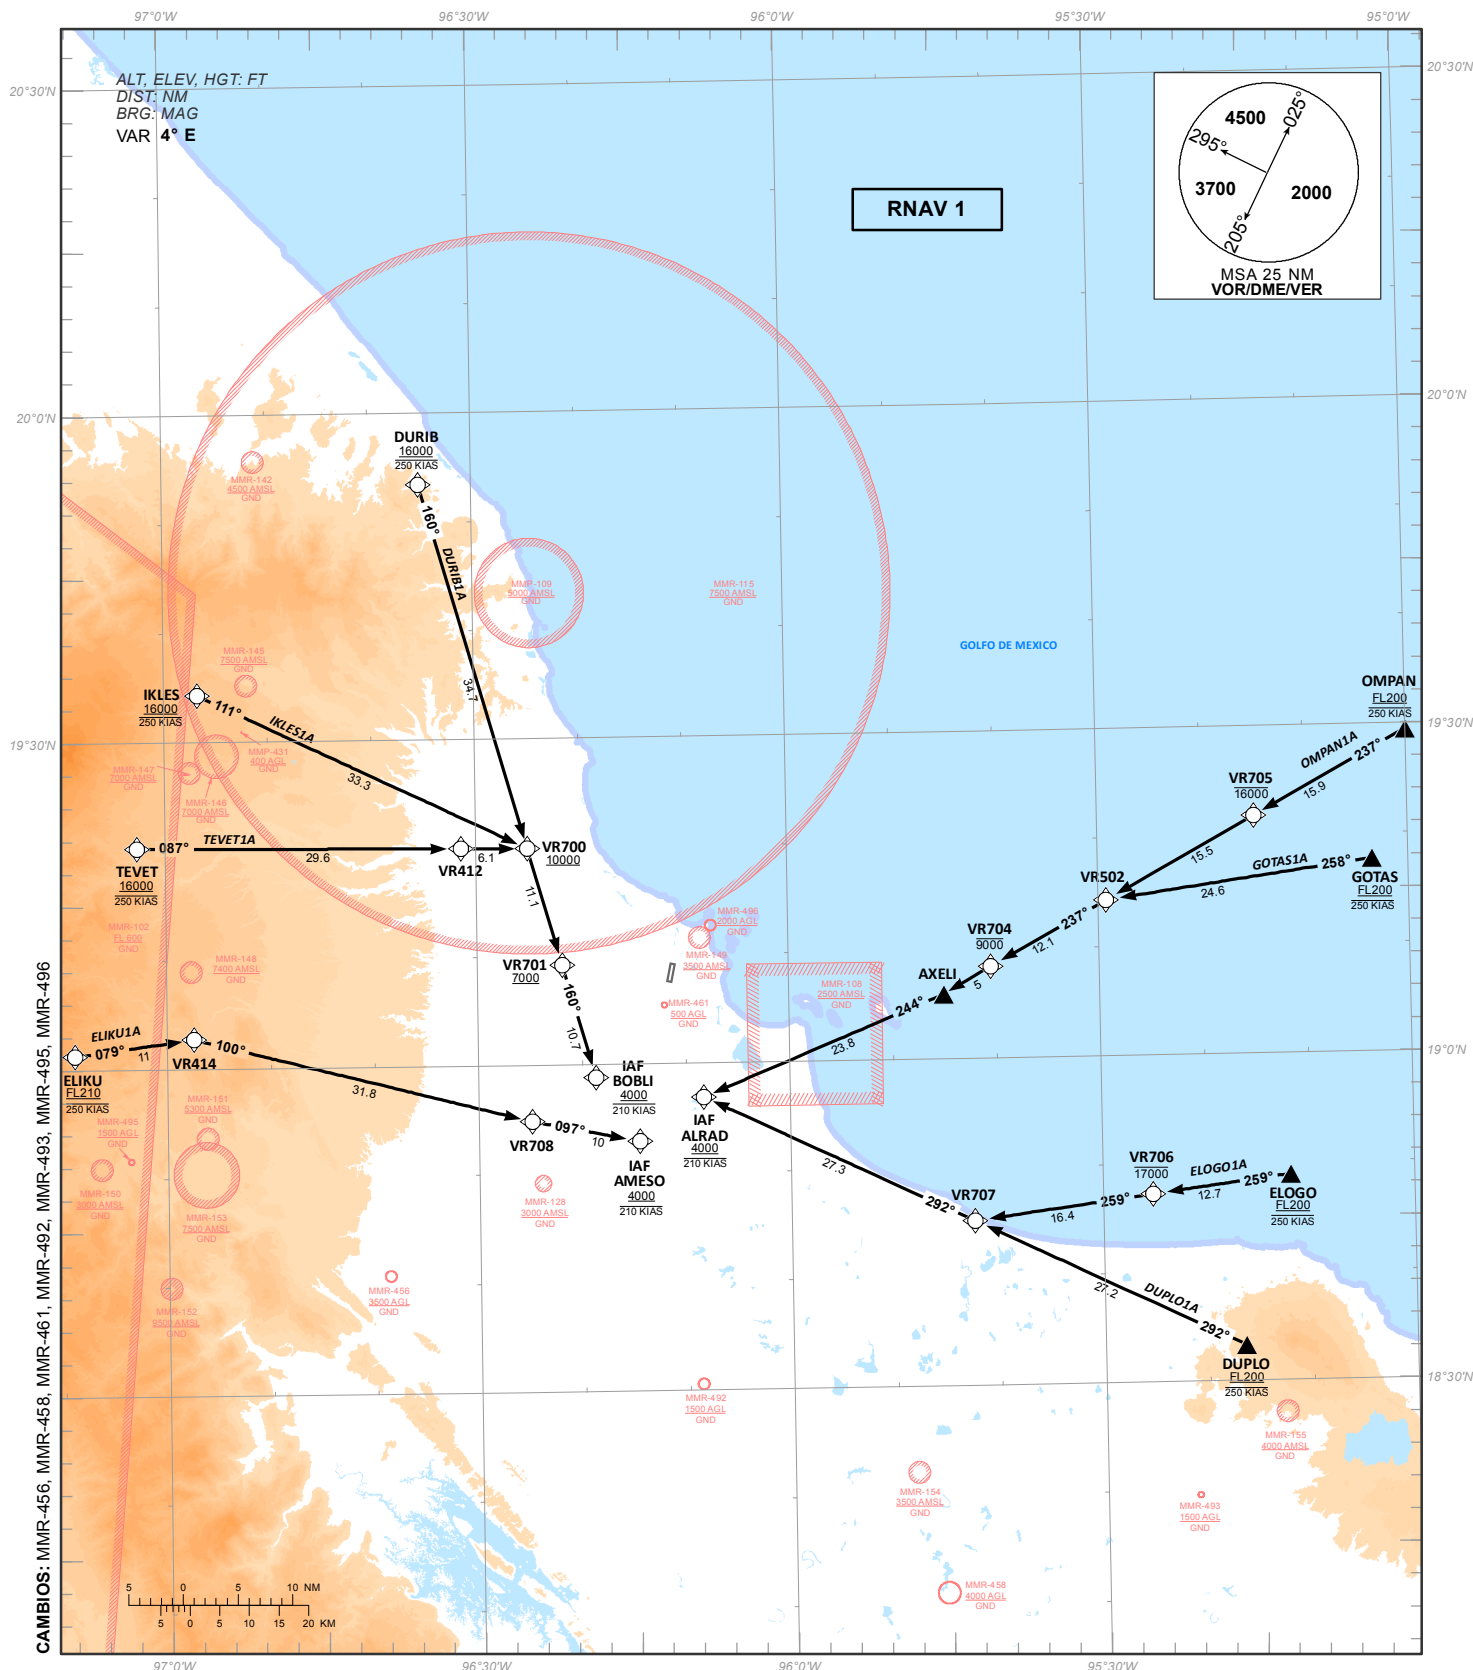 97°0'W
96°30'W
96°0'W
95°30'W
95°0'W
20°30'N
20°30'N
ALT, ELEV, HGT: FT
DIST: NM
BRG: MAG
VAR 4° E
RNAV 1
4500
025°
295°
3700
2000
205°
MSA 25 NM
VOR/DME/VER
20°0'N
20°0'N
DURIB
16000
250 KIAS
160°
DURIB1A
34.7
MMR-142
4500 AMSL
GND
MMP-109
5000 AMSL
GND
MMR-115
7500 AMSL
GND
GOLFO DE MEXICO
MMR-145
7500 AMSL
GND
IKLES
16000
250 KIAS
111°
IKLES1A
33.3
OMPAN
FL200
250 KIAS
OMPAN1A
237°
15.9
19°30'N
19°30'N
MMP-431
400 AGL
GND
MMR-147
7000 AMSL
GND
MMR-146
7000 AMSL
GND
VR705
16000
15.5
TEVET
16000
250 KIAS
087°
TEVET1A
29.6
VR412
6.1
VR700
10000
11.1
GOTAS1A
258°
24.6
GOTAS
FL200
250 KIAS
VR502
237°
12.1
VR704
9000
5
AXELI
244°
23.8
MMR-102
FL 600
GND
MMR-148
7400 AMSL
GND
MMR-496
2000 AGL
GND
MMR-149
3500 AMSL
GND
MMR-108
2500 AMSL
GND
MMR-461
500 AGL
GND
VR701
7000
160°
10.7
ELIKU1A
079°
11
ELIKU
FL210
250 KIAS
VR414
100°
31.8
19°0'N
IAF
BOBLI
4000
210 KIAS
IAF
ALRAD
4000
210 KIAS
VR708
097°
10
IAF
AMESO
4000
210 KIAS
MMR-151
5300 AMSL
GND
MMR-495
1500 AGL
GND
MMR-150
3000 AMSL
GND
MMR-153
7500 AMSL
GND
MMR-128
3000 AMSL
GND
27.3
292°
VR707
259°
16.4
VR706
17000
ELOGO1A
259°
12.7
ELOGO
FL200
250 KIAS
DUPLO1A
27.2
292°
DUPLO
FL200
250 KIAS
MMR-456
3500 AGL
GND
MMR-152
9500 AMSL
GND
MMR-492
1500 AGL
GND
18°30'N
MMR-155
4000 AMSL
GND
MMR-154
3500 AMSL
GND
MMR-493
1500 AGL
GND
MMR-458
4000 AGL
GND
5 0 5 10 NM
5 0 5 10 15 20 KM
CAMBIOS: MMR-456, MMR-458, MMR-461, MMR-492, MMR-493, MMR-495, MMR-496
97°0'W
96°30'W
96°0'W
95°30'W